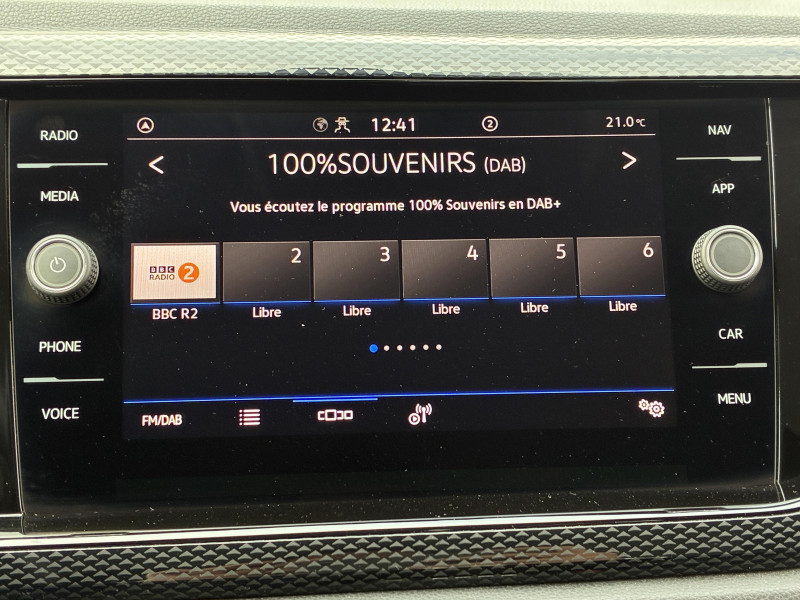 RADIO
MEDIA
PHONE
VOICE
12:41
2
21.0°C
< 100%SOUVENIRS (DAB) >
Vous écoutez le programme 100% Souvenirs en DAB+
BBC RADIO 2
2
3
4
5
6
BBC R2
Libre
Libre
Libre
Libre
Libre
FM/DAB
NAV
APP
CAR
MENU